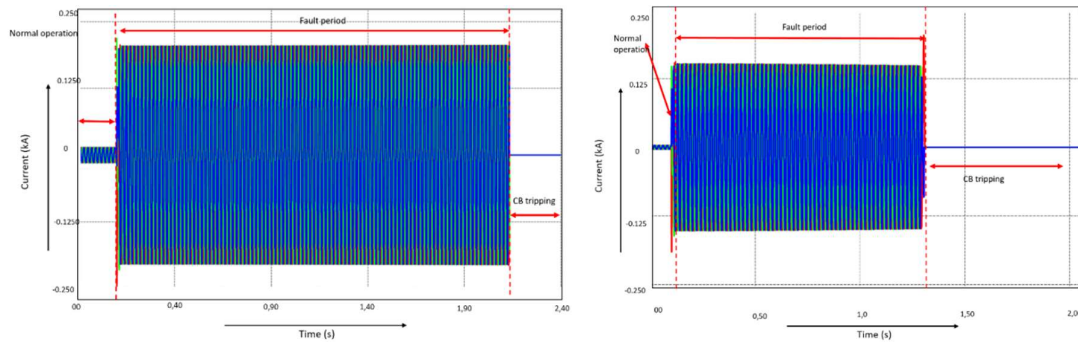 0.250
Fault period
Normal operation
0.1250
0
Current (kA)
CB tripping
-0.1250
-0.250
00
0,40
0,90
1,40
1,90
2,40
Time (s)
0.250
Fault period
Normal
operation
0.125
0
Current (kA)
CB tripping
-0.125
-0.250
00
0,50
1,0
1,50
2,0
Time (s)